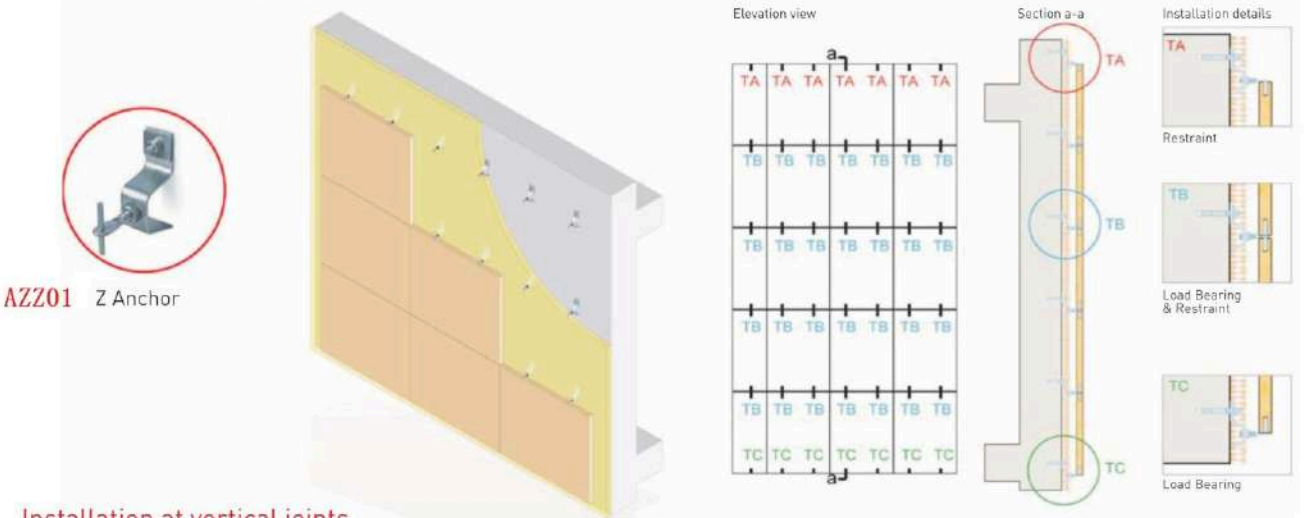 AZZ01 Z Anchor
Elevation view
a
TA TA TA TA TA TA TA
TB TB TB TB TB TB TB
TB TB TB TB TB TB TB
TB TB TB TB TB TB TB
TB TB TB TB TB TB TB
TC TC TC TC TC TC TC
a
Section a-a
TA
TB
TC
Installation details
TA
Restraint
TB
Load Bearing
& Restraint
TC
Load Bearing
Installation at vertical joints